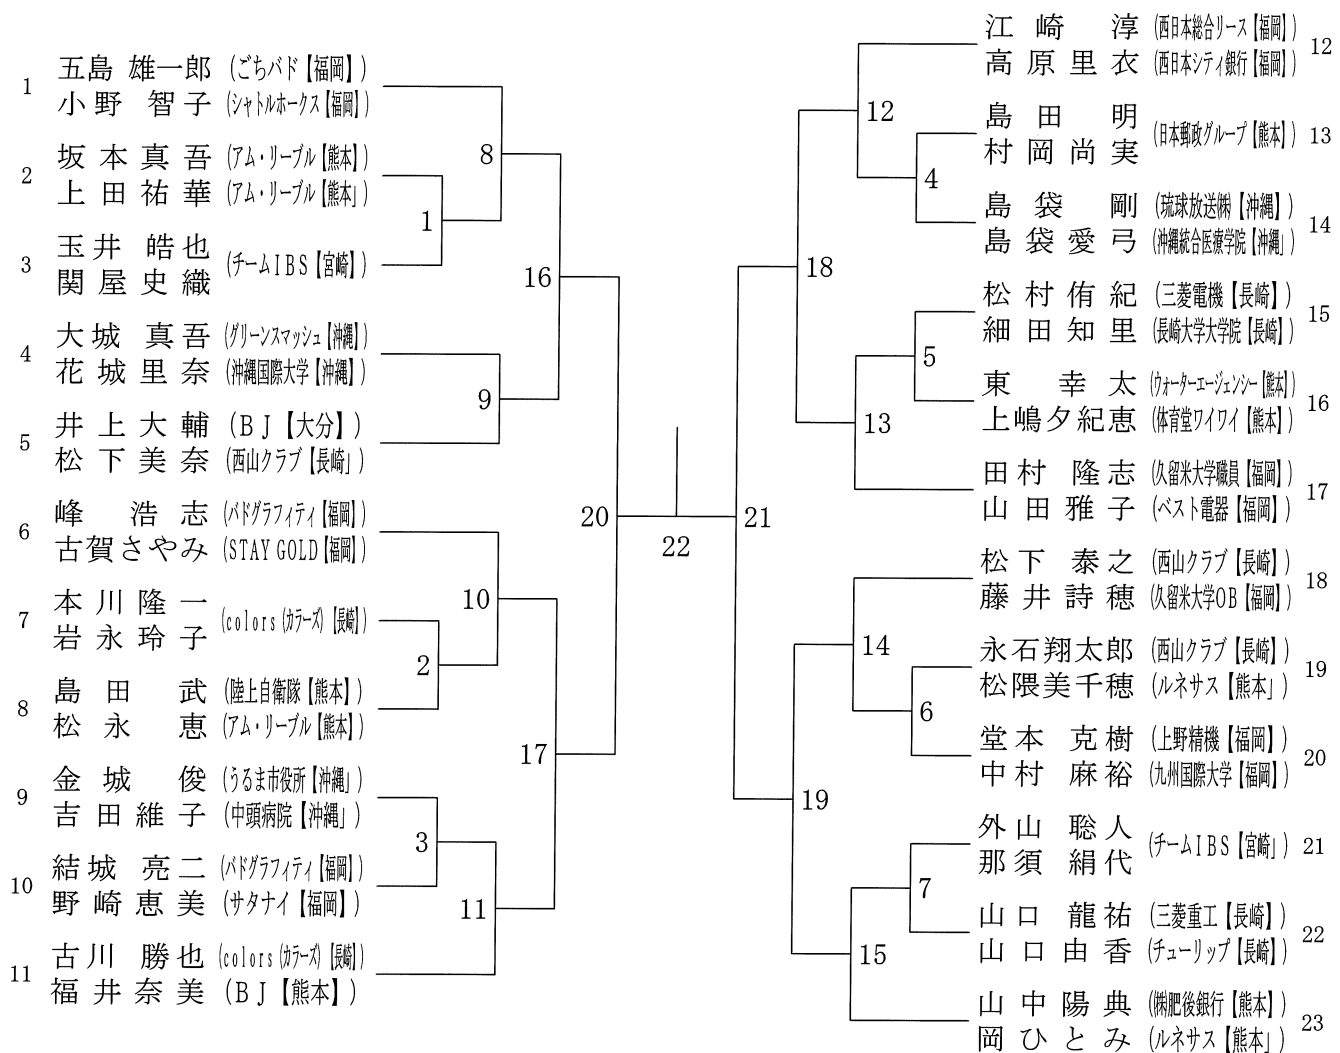 1
五島 雄一郎 (ごちバド【福岡】)
小野 智子 (シャトルホークス【福岡】)
2
坂本真吾 (アム・リーブル【熊本】)
上田祐華 (アム・リーブル【熊本」)
3
玉井 皓也 (チームIBS【宮崎】)
関屋史織
4
大城 真吾 (グリーンスマッシュ【沖縄】)
花城里奈 (沖縄国際大学【沖縄】)
5
井上大輔 (BJ【大分】)
松下美奈 (西山クラブ【長崎」)
6
峰 浩志 (バドグラフィティ【福岡】)
古賀さやみ (STAY GOLD【福岡】)
7
本川隆一 (colors(カラーズ)【長崎】)
岩永玲子
8
島田 武 (陸上自衛隊【熊本】)
松永 恵 (アム・リーブル【熊本】)
9
金城 俊 (うるま市役所【沖縄」)
吉田維子 (中頭病院【沖縄」)
10
結城 亮二 (バドグラフィティ【福岡】)
野崎恵美 (サタナイ【福岡】)
11
古川 勝也 (colors(カラーズ)【長崎】)
福井奈美 (BJ【熊本】)
8
1
16
9
20
10
2
17
3
11
22
21
12
4
18
5
13
14
6
19
7
15
江崎 淳 (西日本総合リース【福岡】)
高原里衣 (西日本シティ銀行【福岡】)
12
島田 明
村岡尚実 (日本郵政グループ【熊本】)
13
島袋 剛 (琉球放送㈱【沖縄】)
島袋愛弓 (沖縄統合医療学院【沖縄」)
14
松村侑紀 (三菱電機【長崎】)
細田知里 (長崎大学大学院【長崎】)
15
東 幸太 (ウォーターエージェンシー【熊本】)
上嶋夕紀恵 (体育堂ワイワイ【熊本】)
16
田村 隆志 (久留米大学職員【福岡】)
山田雅子 (ベスト電器【福岡】)
17
松下 泰之 (西山クラブ【長崎】)
藤井詩穂 (久留米大学OB【福岡】)
18
永石翔太郎 (西山クラブ【長崎】)
松隈美千穂 (ルネサス【熊本」)
19
堂本 克樹 (上野精機【福岡】)
中村 麻裕 (九州国際大学【福岡】)
20
外山 聡人 (チームIBS【宮崎」)
那須 絹代
21
山口 龍祐 (三菱重工【長崎】)
山口由香 (チューリップ【長崎】)
22
山中陽典 (㈱肥後銀行【熊本】)
岡ひとみ (ルネサス【熊本」)
23